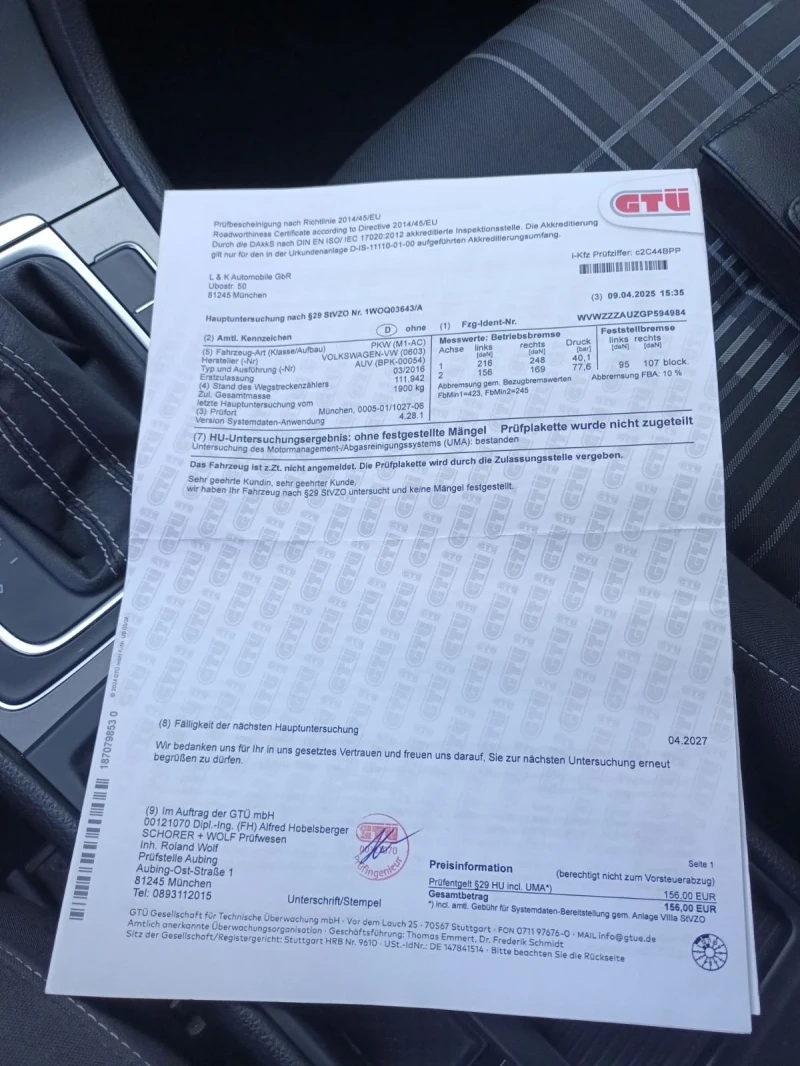 GTÜ
Prüfbescheinigung nach Richtlinie 2014/45/EU
Roadworthiness Certificate according to Directive 2014/45/EU
Durch die DAkkS nach DIN EN ISO/ IEC 17020:2012 akkreditierte Inspektionsstelle. Die Akkreditierung
gilt nur für den in der Urkundenanlage D-IS-11110-01-00 aufgeführten Akkreditierungsumfang.
i-Kfz Prüfziffer: c2C44BPP
L & K Automobile GbR
Ubostr. 50
81245 München
(3) 09.04.2025 15:35
Hauptuntersuchung nach §29 StVZO Nr. 1WOQ03643/A
(2) Amtl. Kennzeichen D ohne
(5) Fahrzeug-Art (Klasse/Aufbau) PKW (M1-AC)
Hersteller (-Nr) VOLKSWAGEN-VW (0603)
Typ und Ausführung (-Nr) AUV (BPK-00054)
Erstzulassung 03/2016
(4) Stand des Wegstreckenzählers 111.942
Zul. Gesamtmasse 1900 kg
letzte Hauptuntersuchung vom
(3) Prüfort München, 0005-01/1027-06
Version Systemdaten-Anwendung 4.28.1
(1) Fzg-Ident-Nr. WVWZZZAUZGP594984
Messwerte: Betriebsbremse Feststellbremse
Achse links rechts Druck links rechts
[daN] [daN] [bar] [daN] [daN]
1 216 248 40,1
2 156 169 77,6 95 107 block.
Abbremsung gem. Bezugbremswerten Abbremsung FBA: 10 %
FbMin1=423, FbMin2=245
(7) HU-Untersuchungsergebnis: ohne festgestellte Mängel Prüfplakette wurde nicht zugeteilt
Untersuchung des Motormanagement-/Abgasreinigungssystems (UMA): bestanden
Das Fahrzeug ist z.Zt. nicht angemeldet. Die Prüfplakette wird durch die Zulassungsstelle vergeben.
Sehr geehrte Kundin, sehr geehrter Kunde,
wir haben Ihr Fahrzeug nach §29 StVZO untersucht und keine Mängel festgestellt.
187079853 0
(8) Fälligkeit der nächsten Hauptuntersuchung 04.2027
Wir bedanken uns für Ihr in uns gesetztes Vertrauen und freuen uns darauf, Sie zur nächsten Untersuchung erneut
begrüßen zu dürfen.
(9) Im Auftrag der GTÜ mbH
00121070 Dipl.-Ing. (FH) Alfred Hobelsberger
SCHORER + WOLF Prüfwesen
Inh. Roland Wolf
Prüfstelle Aubing
Aubing-Ost-Straße 1
81245 München
Tel: 0893112015
Unterschrift/Stempel
GTÜ
Prüfingenieur
Seite 1
Preisinformation (berechtigt nicht zum Vorsteuerabzug)
Prüfentgelt §29 HU incl. UMA*) 156,00 EUR
Gesamtbetrag 156,00 EUR
*) incl. amtl. Gebühr für Systemdaten-Bereitstellung gem. Anlage VIIIa StVZO
GTÜ Gesellschaft für Technische Überwachung mbH · Vor dem Lauch 25 · 70567 Stuttgart · FON 0711 97676-0 · MAIL info@gtue.de
Amtlich anerkannte Überwachungsorganisation · Geschäftsführung: Thomas Emmert, Dr. Frederik Schmidt
Sitz der Gesellschaft/Registergericht: Stuttgart HRB Nr. 9610 · USt.-IdNr.: DE 147841514 · Bitte beachten Sie die Rückseite